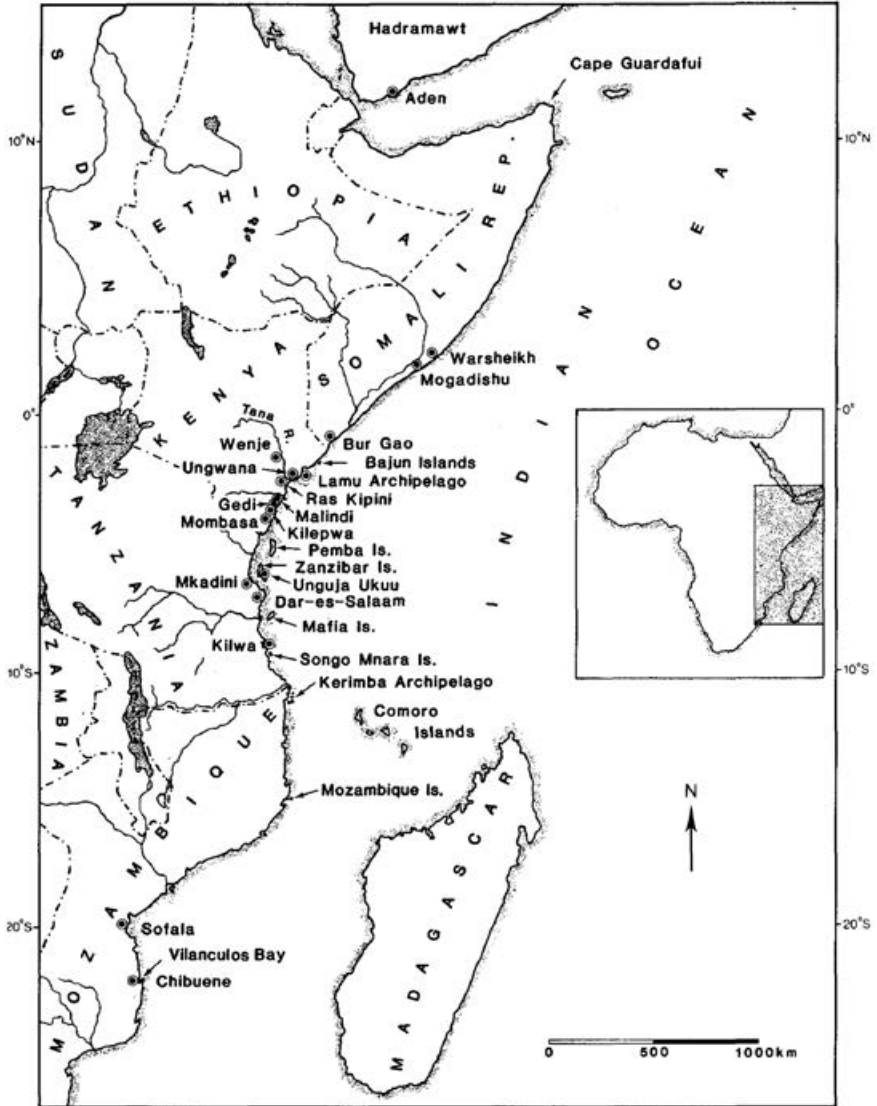 Hadramawt
Cape Guardafui
Aden
10°N
10°N
SUDAN
ETHIOPIA
SOMALI REP.
INDIAN OCEAN
KENYA
Warsheikh
Mogadishu
0°
0°
Tana R.
Bur Gao
Wenje
Bajun Islands
Ungwana
Lamu Archipelago
Ras Kipini
Gedi
Malindi
Mombasa
Kilepwa
Pemba Is.
Zanzibar Is.
Mkadini
Unguja Ukuu
Dar-es-Salaam
TANZANIA
Mafia Is.
Kilwa
Songo Mnara Is.
10°S
10°S
Kerimba Archipelago
ZAMBIA
Comoro
Islands
Mozambique Is.
N
MOZAMBIQUE
MADAGASCAR
20°S
20°S
Sofala
Vilanculos Bay
Chibuene
0 500 1000km